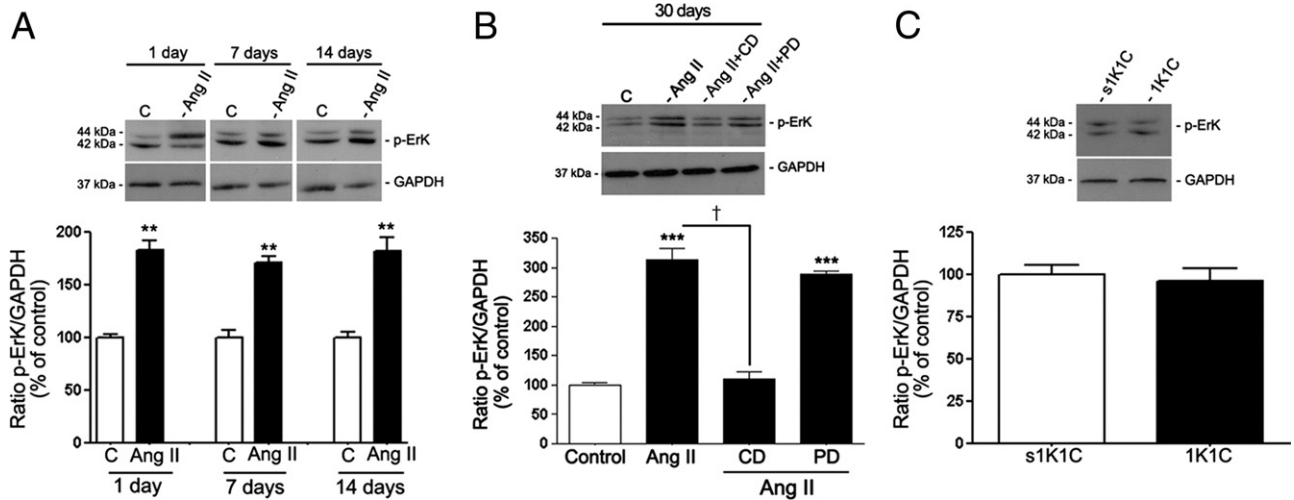 A
1 day
7 days
14 days
C
- Ang II
C
- Ang II
C
- Ang II
44 kDa -
42 kDa -
- p-ErK
37 kDa -
- GAPDH
Ratio p-ErK/GAPDH
(% of control)
200
150
100
50
0
**
**
**
C Ang II
C Ang II
C Ang II
1 day
7 days
14 days
B
30 days
C
- Ang II
- Ang II+CD
- Ang II+PD
44 kDa -
42 kDa -
- p-ErK
37 kDa -
- GAPDH
Ratio p-ErK/GAPDH
(% of control)
350
300
250
200
150
100
50
0
***
†
***
Control Ang II CD PD
Ang II
C
- s1K1C
- 1K1C
44 kDa -
42 kDa -
- p-ErK
37 kDa -
- GAPDH
Ratio p-ErK/GAPDH
(% of control)
125
100
75
50
25
0
s1K1C 1K1C